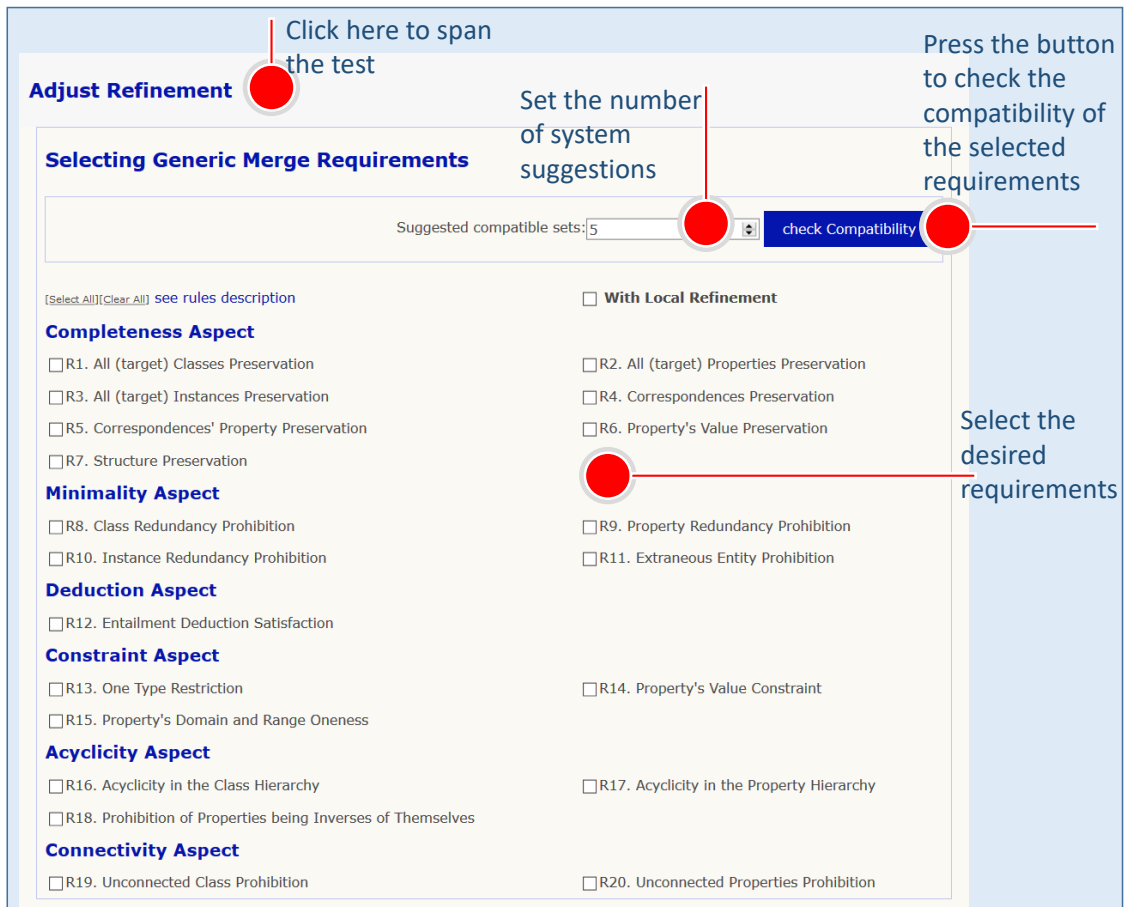 Click here to span
the test
Press the button
to check the
compatibility of
the selected
requirements
Adjust Refinement
Set the number
of system
suggestions
Selecting Generic Merge Requirements
Suggested compatible sets: 5
check Compatibility
[Select All][Clear All] see rules description
With Local Refinement
Completeness Aspect
R1. All (target) Classes Preservation
R2. All (target) Properties Preservation
R3. All (target) Instances Preservation
R4. Correspondences Preservation
R5. Correspondences' Property Preservation
R6. Property's Value Preservation
R7. Structure Preservation
Select the
desired
requirements
Minimality Aspect
R8. Class Redundancy Prohibition
R9. Property Redundancy Prohibition
R10. Instance Redundancy Prohibition
R11. Extraneous Entity Prohibition
Deduction Aspect
R12. Entailment Deduction Satisfaction
Constraint Aspect
R13. One Type Restriction
R14. Property's Value Constraint
R15. Property's Domain and Range Oneness
Acyclicity Aspect
R16. Acyclicity in the Class Hierarchy
R17. Acyclicity in the Property Hierarchy
R18. Prohibition of Properties being Inverses of Themselves
Connectivity Aspect
R19. Unconnected Class Prohibition
R20. Unconnected Properties Prohibition